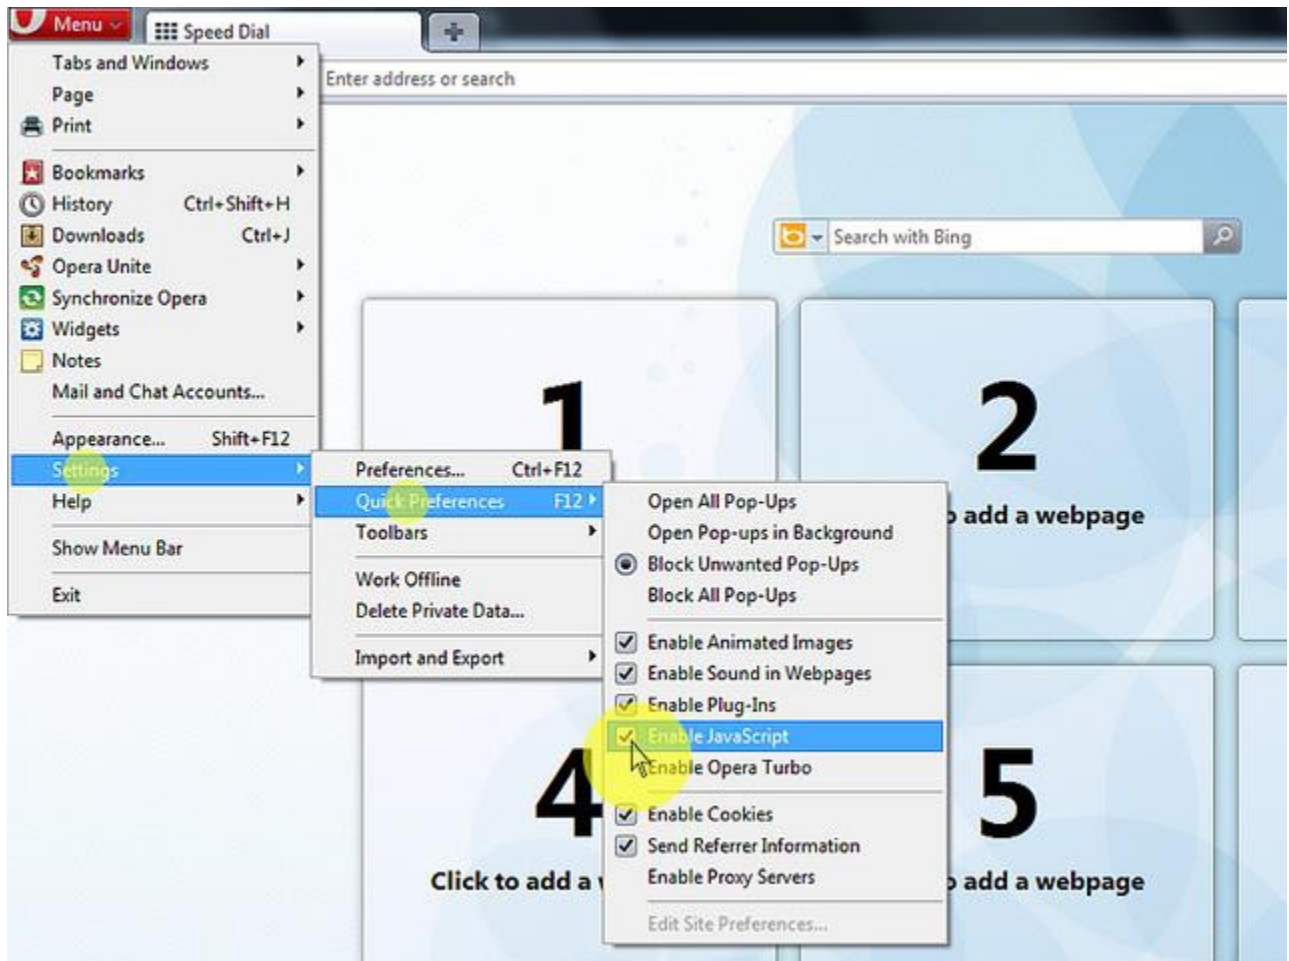 Menu
Speed Dial
Tabs and Windows
Enter address or search
Page
Print
Bookmarks
History Ctrl+Shift+H
Downloads Ctrl+J
Opera Unite
Synchronize Opera
Widgets
Notes
Mail and Chat Accounts...
Appearance... Shift+F12
Settings
Help
Show Menu Bar
Exit
Preferences... Ctrl+F12
Quick Preferences F12
Toolbars
Work Offline
Delete Private Data...
Import and Export
Open All Pop-Ups
Open Pop-ups in Background
Block Unwanted Pop-Ups
Block All Pop-Ups
Enable Animated Images
Enable Sound in Webpages
Enable Plug-Ins
Enable JavaScript
Enable Opera Turbo
Enable Cookies
Send Referrer Information
Enable Proxy Servers
Edit Site Preferences...
Search with Bing
1
2
add a webpage
4
Click to add a
5
add a webpage